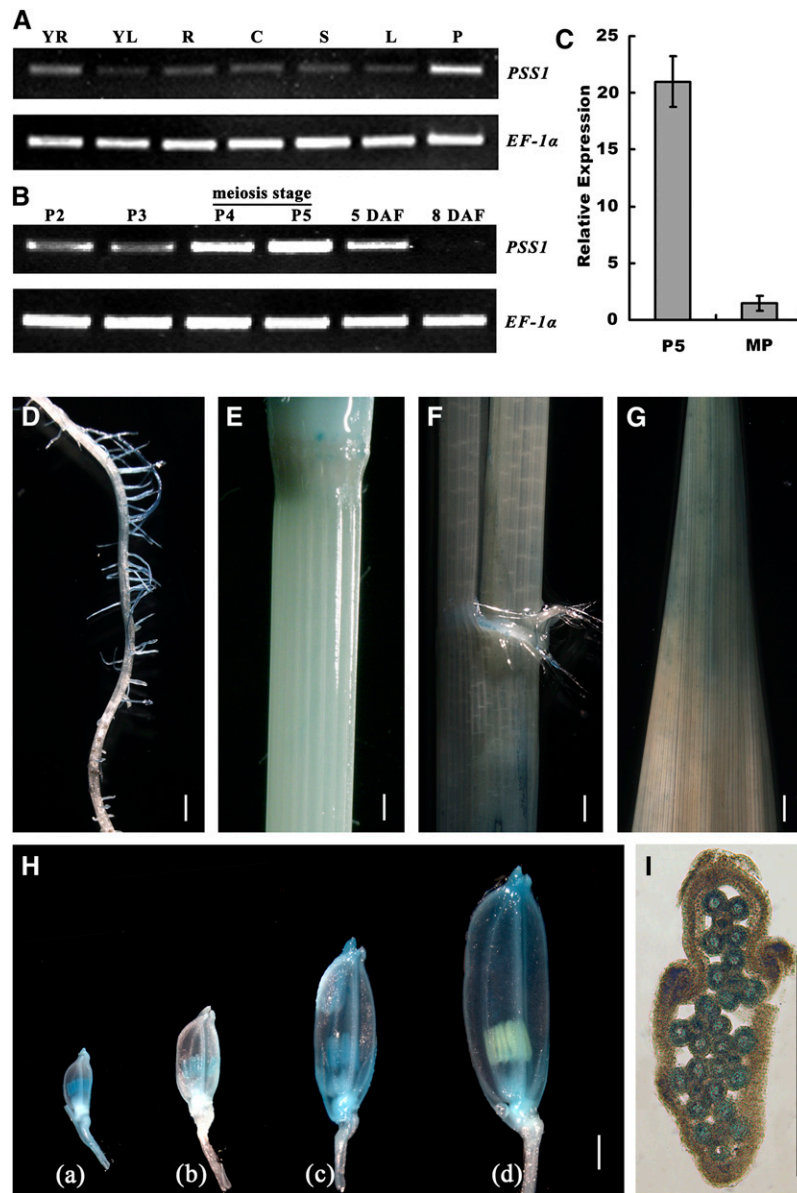 A
YR YL R C S L P
PSS1
EF-1α
B
meiosis stage
P2 P3 P4 P5 5 DAF 8 DAF
PSS1
EF-1α
C
Relative Expression
25
20
15
10
5
0
P5 MP
D
E
F
G
H
(a) (b) (c) (d)
I